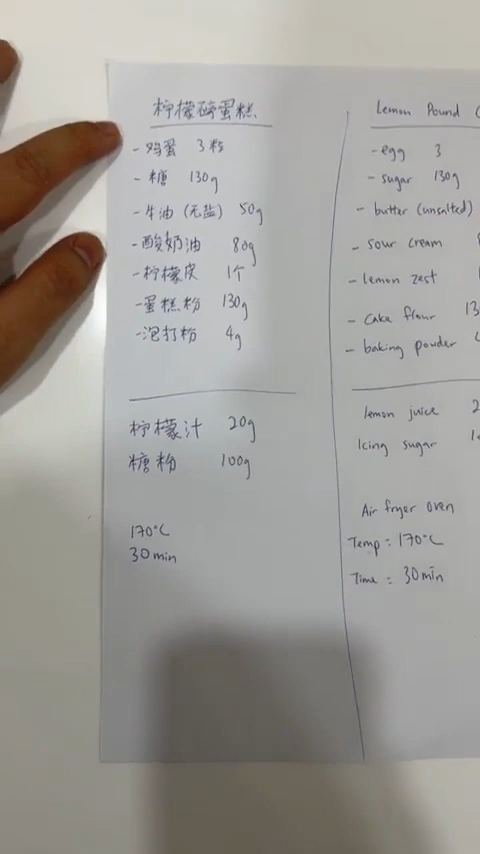 柠檬磅蛋糕
-鸡蛋 3粒
-糖 130g
-牛油(无盐) 50g
-酸奶油 80g
-柠檬皮 1个
-蛋糕粉 130g
-泡打粉 4g
柠檬汁 20g
糖粉 100g
170°C
30min
Lemon Pound
-egg 3
-sugar 130g
-butter (unsalted)
-sour cream
-lemon zest
-cake flour
-baking powder
lemon juice
Icing sugar
Air fryer oven
Temp = 170°C
Time = 30min